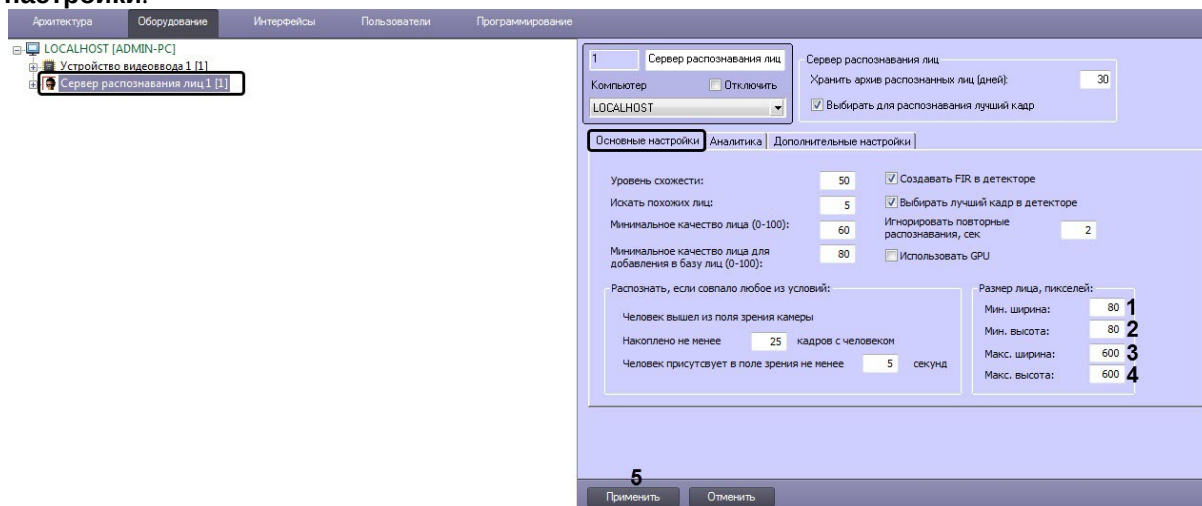 настройки.
Архитектура Оборудование Интерфейсы Пользователи Программирование
LOCALHOST [ADMIN-PC]
Устройство видеоввода 1 [1]
Сервер распознавания лиц 1 [1]
1 Сервер распознавания лиц
Компьютер Отключить
LOCALHOST
Сервер распознавания лиц
Хранить архив распознанных лиц (дней): 30
Выбирать для распознавания лучший кадр
Основные настройки Аналитика Дополнительные настройки
Уровень схожести: 50
Искать похожих лиц: 5
Минимальное качество лица (0-100): 60
Минимальное качество лица для
добавления в базу лиц (0-100): 80
Создавать FIR в детекторе
Выбирать лучший кадр в детекторе
Игнорировать повторные
распознавания, сек 2
Использовать GPU
Распознать, если совпало любое из условий:
Человек вышел из поля зрения камеры
Накоплено не менее 25 кадров с человеком
Человек присутсвует в поле зрения не менее 5 секунд
Размер лица, пикселей:
Мин. ширина: 80 1
Мин. высота: 80 2
Макс. ширина: 600 3
Макс. высота: 600 4
5
Применить Отменить